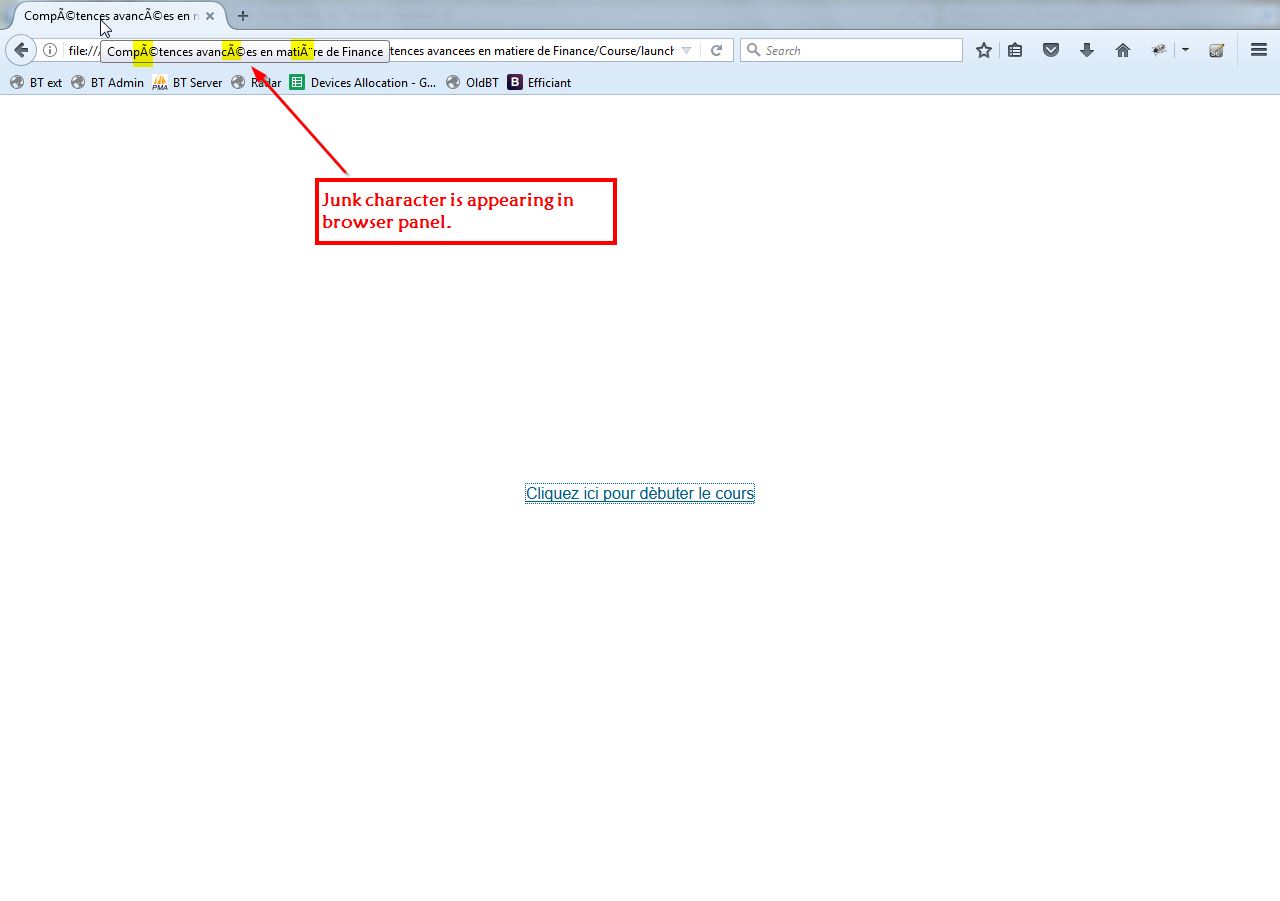 CompÃ©tences avancÃ©es en n
file:///
CompÃ©tences avancÃ©es en matiÃ¨re de Finance
tences avancees en matiere de Finance/Course/launch
Search
BT ext
BT Admin
PMA
BT Server
Radar
Devices Allocation - G...
OldBT
B
Efficiant
Junk character is appearing in
browser panel.
Cliquez ici pour dèbuter le cours